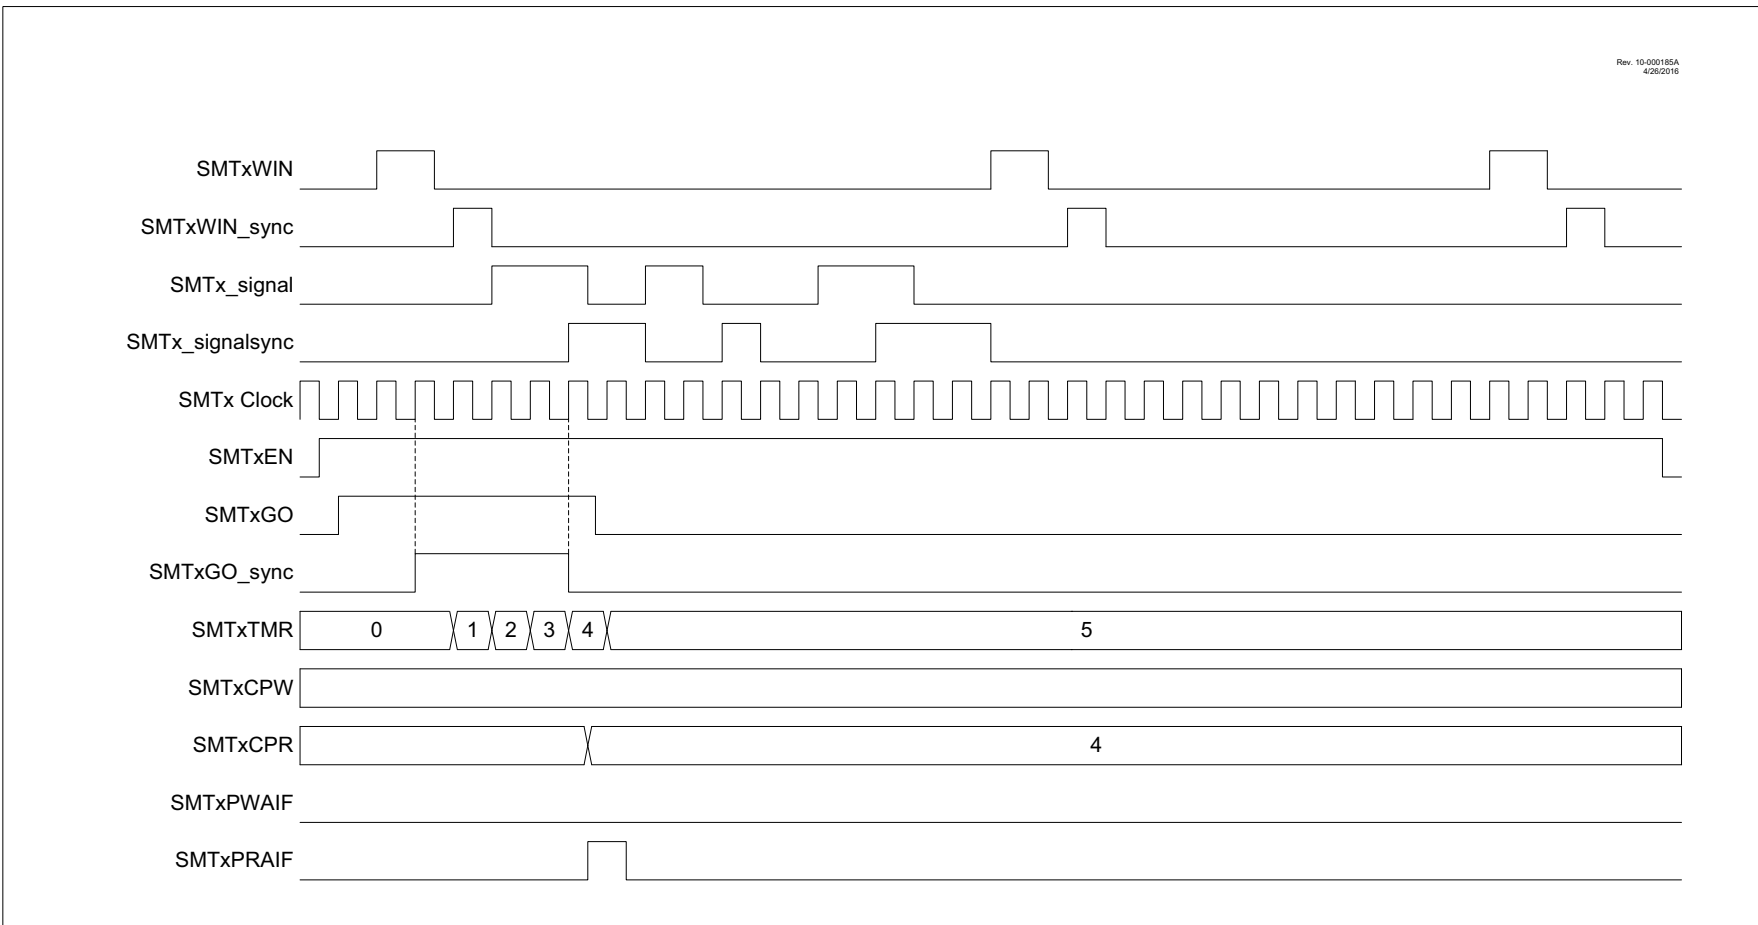 Rev. 10-000185A
4/26/2016
SMTxWIN
SMTxWIN_sync
SMTx_signal
SMTx_signalsync
SMTx Clock
SMTxEN
SMTxGO
SMTxGO_sync
SMTxTMR 0 1 2 3 4 5
SMTxCPW
SMTxCPR 4
SMTxPWAIF
SMTxPRAIF